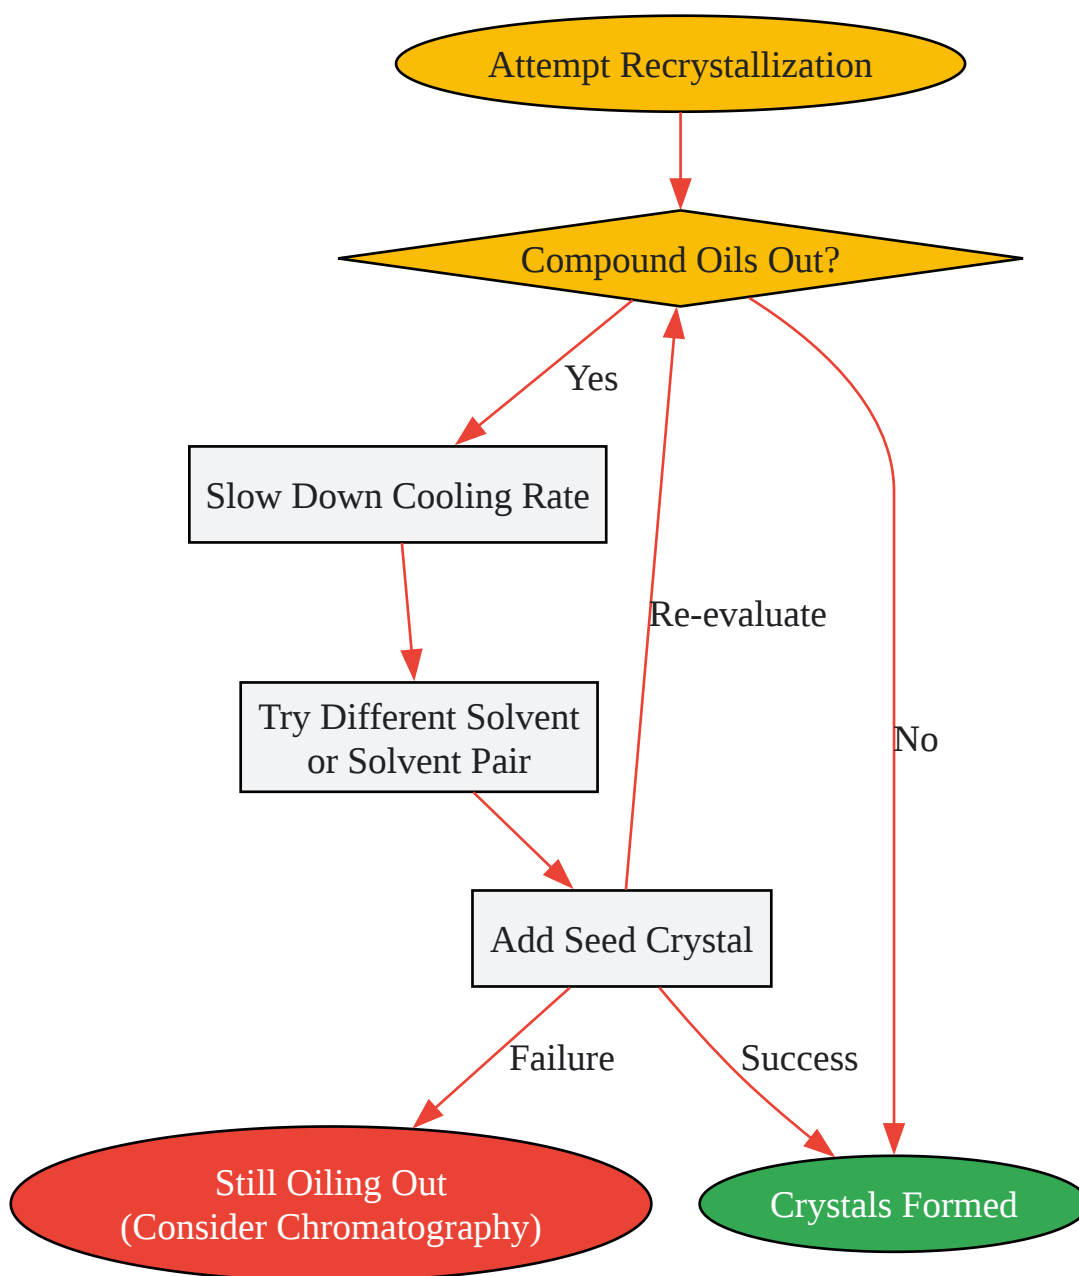 Attempt Recrystallization
Compound Oils Out?
Yes
Slow Down Cooling Rate
Re-evaluate
Try Different Solvent
or Solvent Pair
No
Add Seed Crystal
Failure
Success
Still Oiling Out
(Consider Chromatography)
Crystals Formed